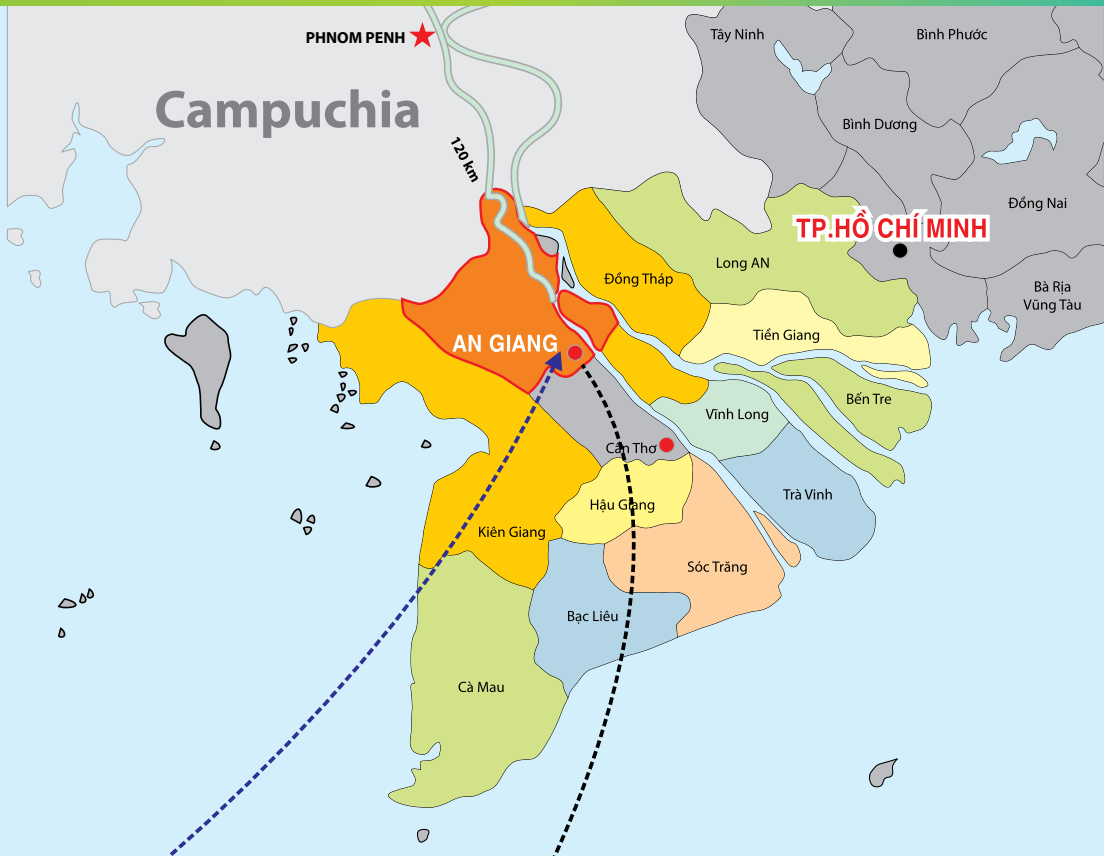 PHNOM PENH
Tây Ninh
Bình Phước
Campuchia
Bình Dương
120 km
Đồng Nai
TP.HỒ CHÍ MINH
Long AN
Đồng Tháp
Bà Rịa
Vũng Tàu
Tiền Giang
AN GIANG
Bến Tre
Vĩnh Long
Cần Thơ
Trà Vinh
Hậu Giang
Kiên Giang
Sóc Trăng
Bạc Liêu
Cà Mau